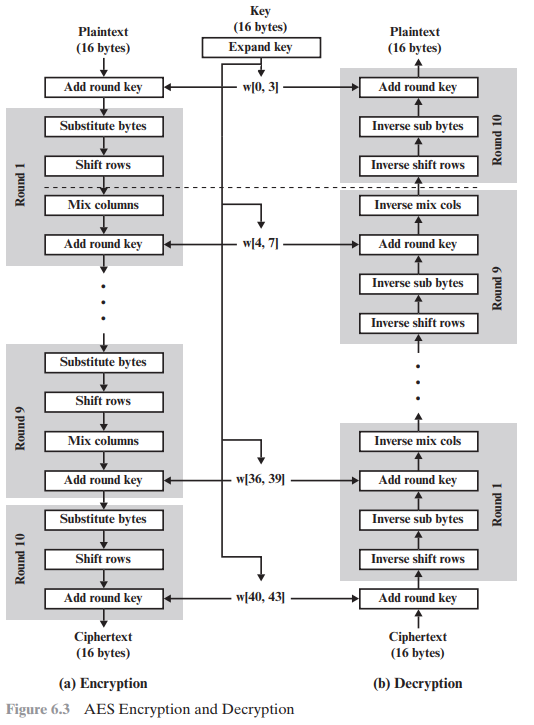 Key
(16 bytes)
Expand key
Plaintext
(16 bytes)
Add round key
Round 1
Substitute bytes
Shift rows
Mix columns
Add round key
Round 9
Substitute bytes
Shift rows
Mix columns
Add round key
Round 10
Substitute bytes
Shift rows
Add round key
Ciphertext
(16 bytes)
(a) Encryption
w[0, 3]
w[4, 7]
w[36, 39]
w[40, 43]
Plaintext
(16 bytes)
Add round key
Inverse sub bytes
Inverse shift rows
Round 10
Inverse mix cols
Add round key
Inverse sub bytes
Inverse shift rows
Round 9
Inverse mix cols
Add round key
Inverse sub bytes
Inverse shift rows
Round 1
Add round key
Ciphertext
(16 bytes)
(b) Decryption
Figure 6.3 AES Encryption and Decryption